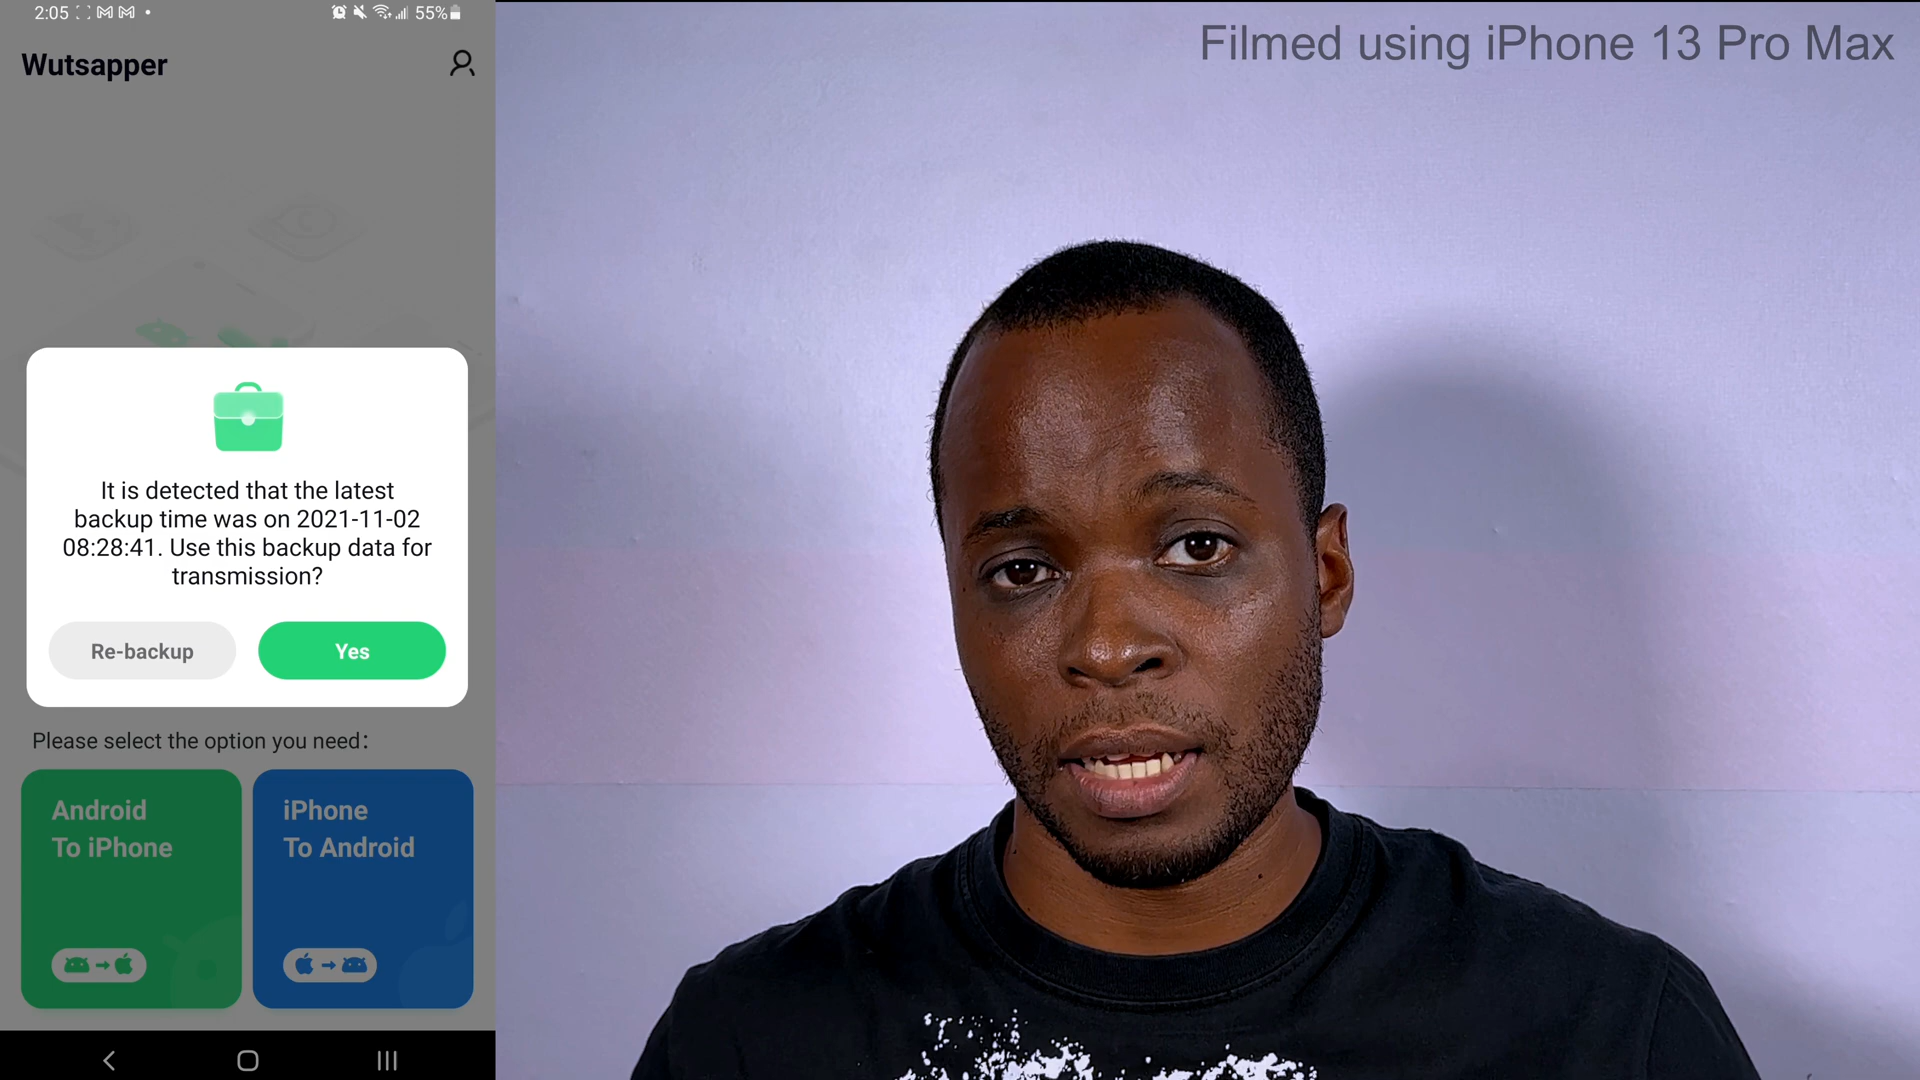 2:05
55%
Wutsapper
It is detected that the latest
backup time was on 2021-11-02
08:28:41. Use this backup data for
transmission?
Re-backup
Yes
Please select the option you need:
Android
To iPhone
iPhone
To Android
Filmed using iPhone 13 Pro Max